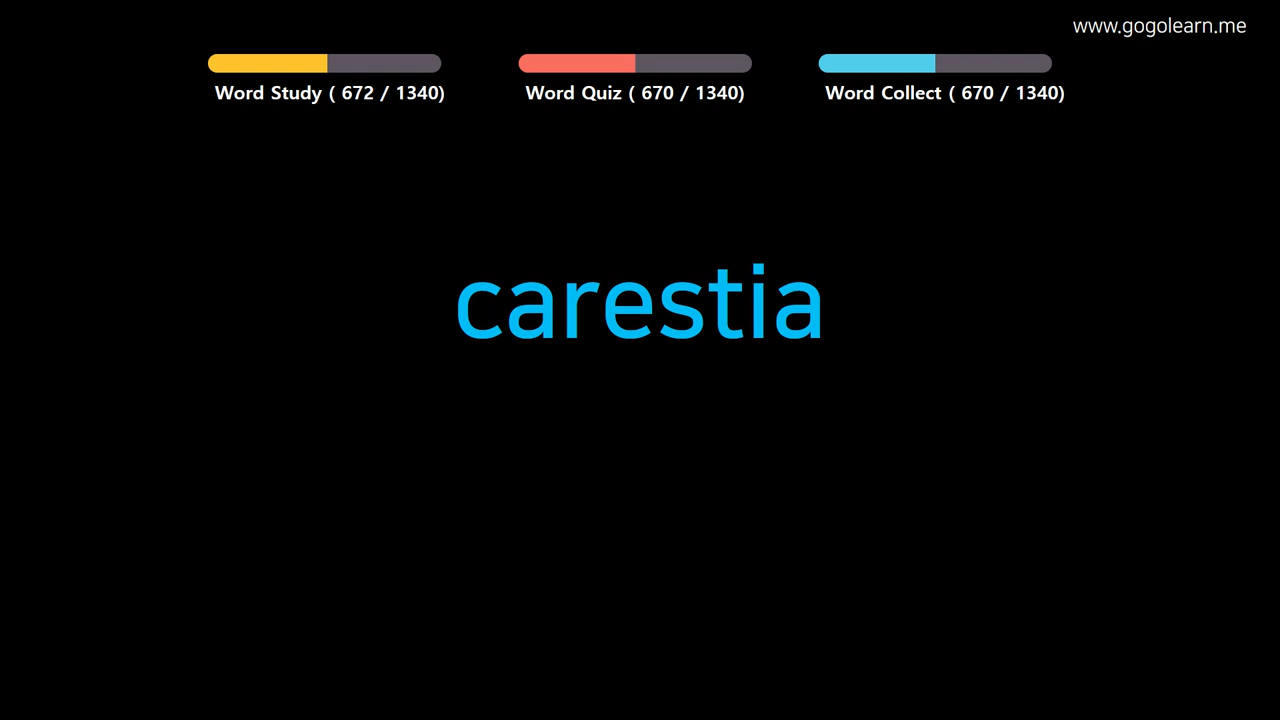 www.gogolearn.me
Word Study ( 672 / 1340)
Word Quiz ( 670 / 1340)
Word Collect ( 670 / 1340)
carestia